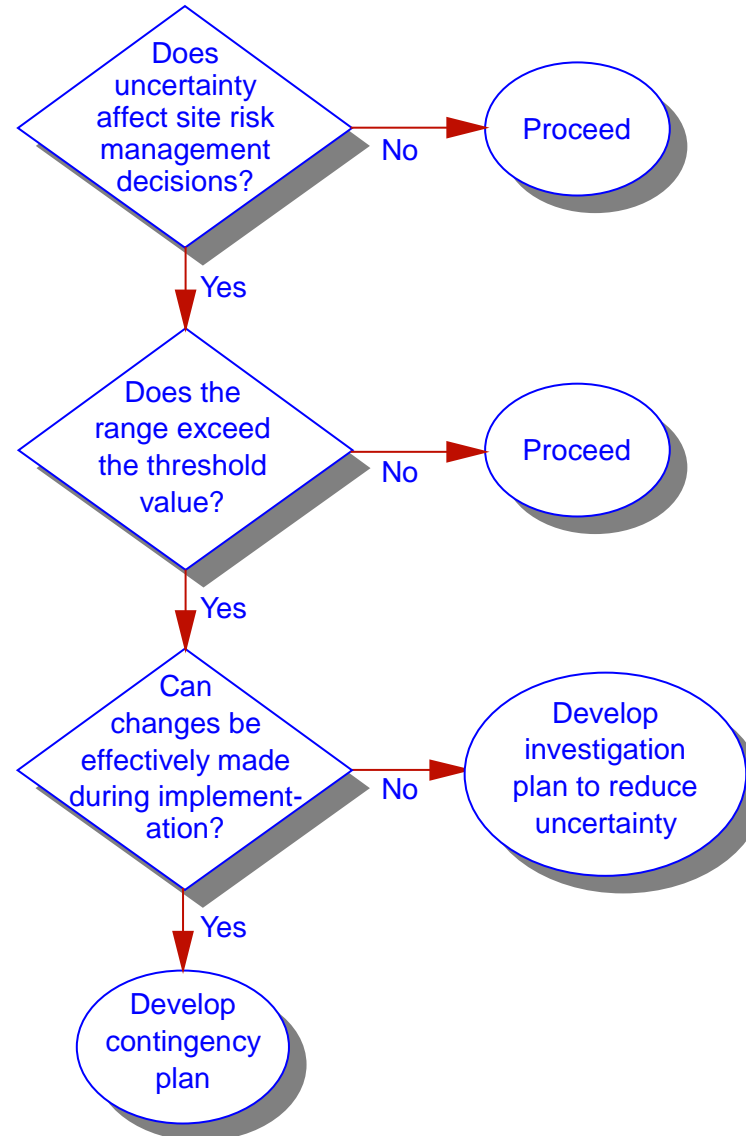 Does
uncertainty
affect site risk
management
decisions?
No
Proceed
Yes
Does the
range exceed
the threshold
value?
No
Proceed
Yes
Can
changes be
effectively made
during implement-
ation?
No
Develop
investigation
plan to reduce
uncertainty
Yes
Develop
contingency
plan